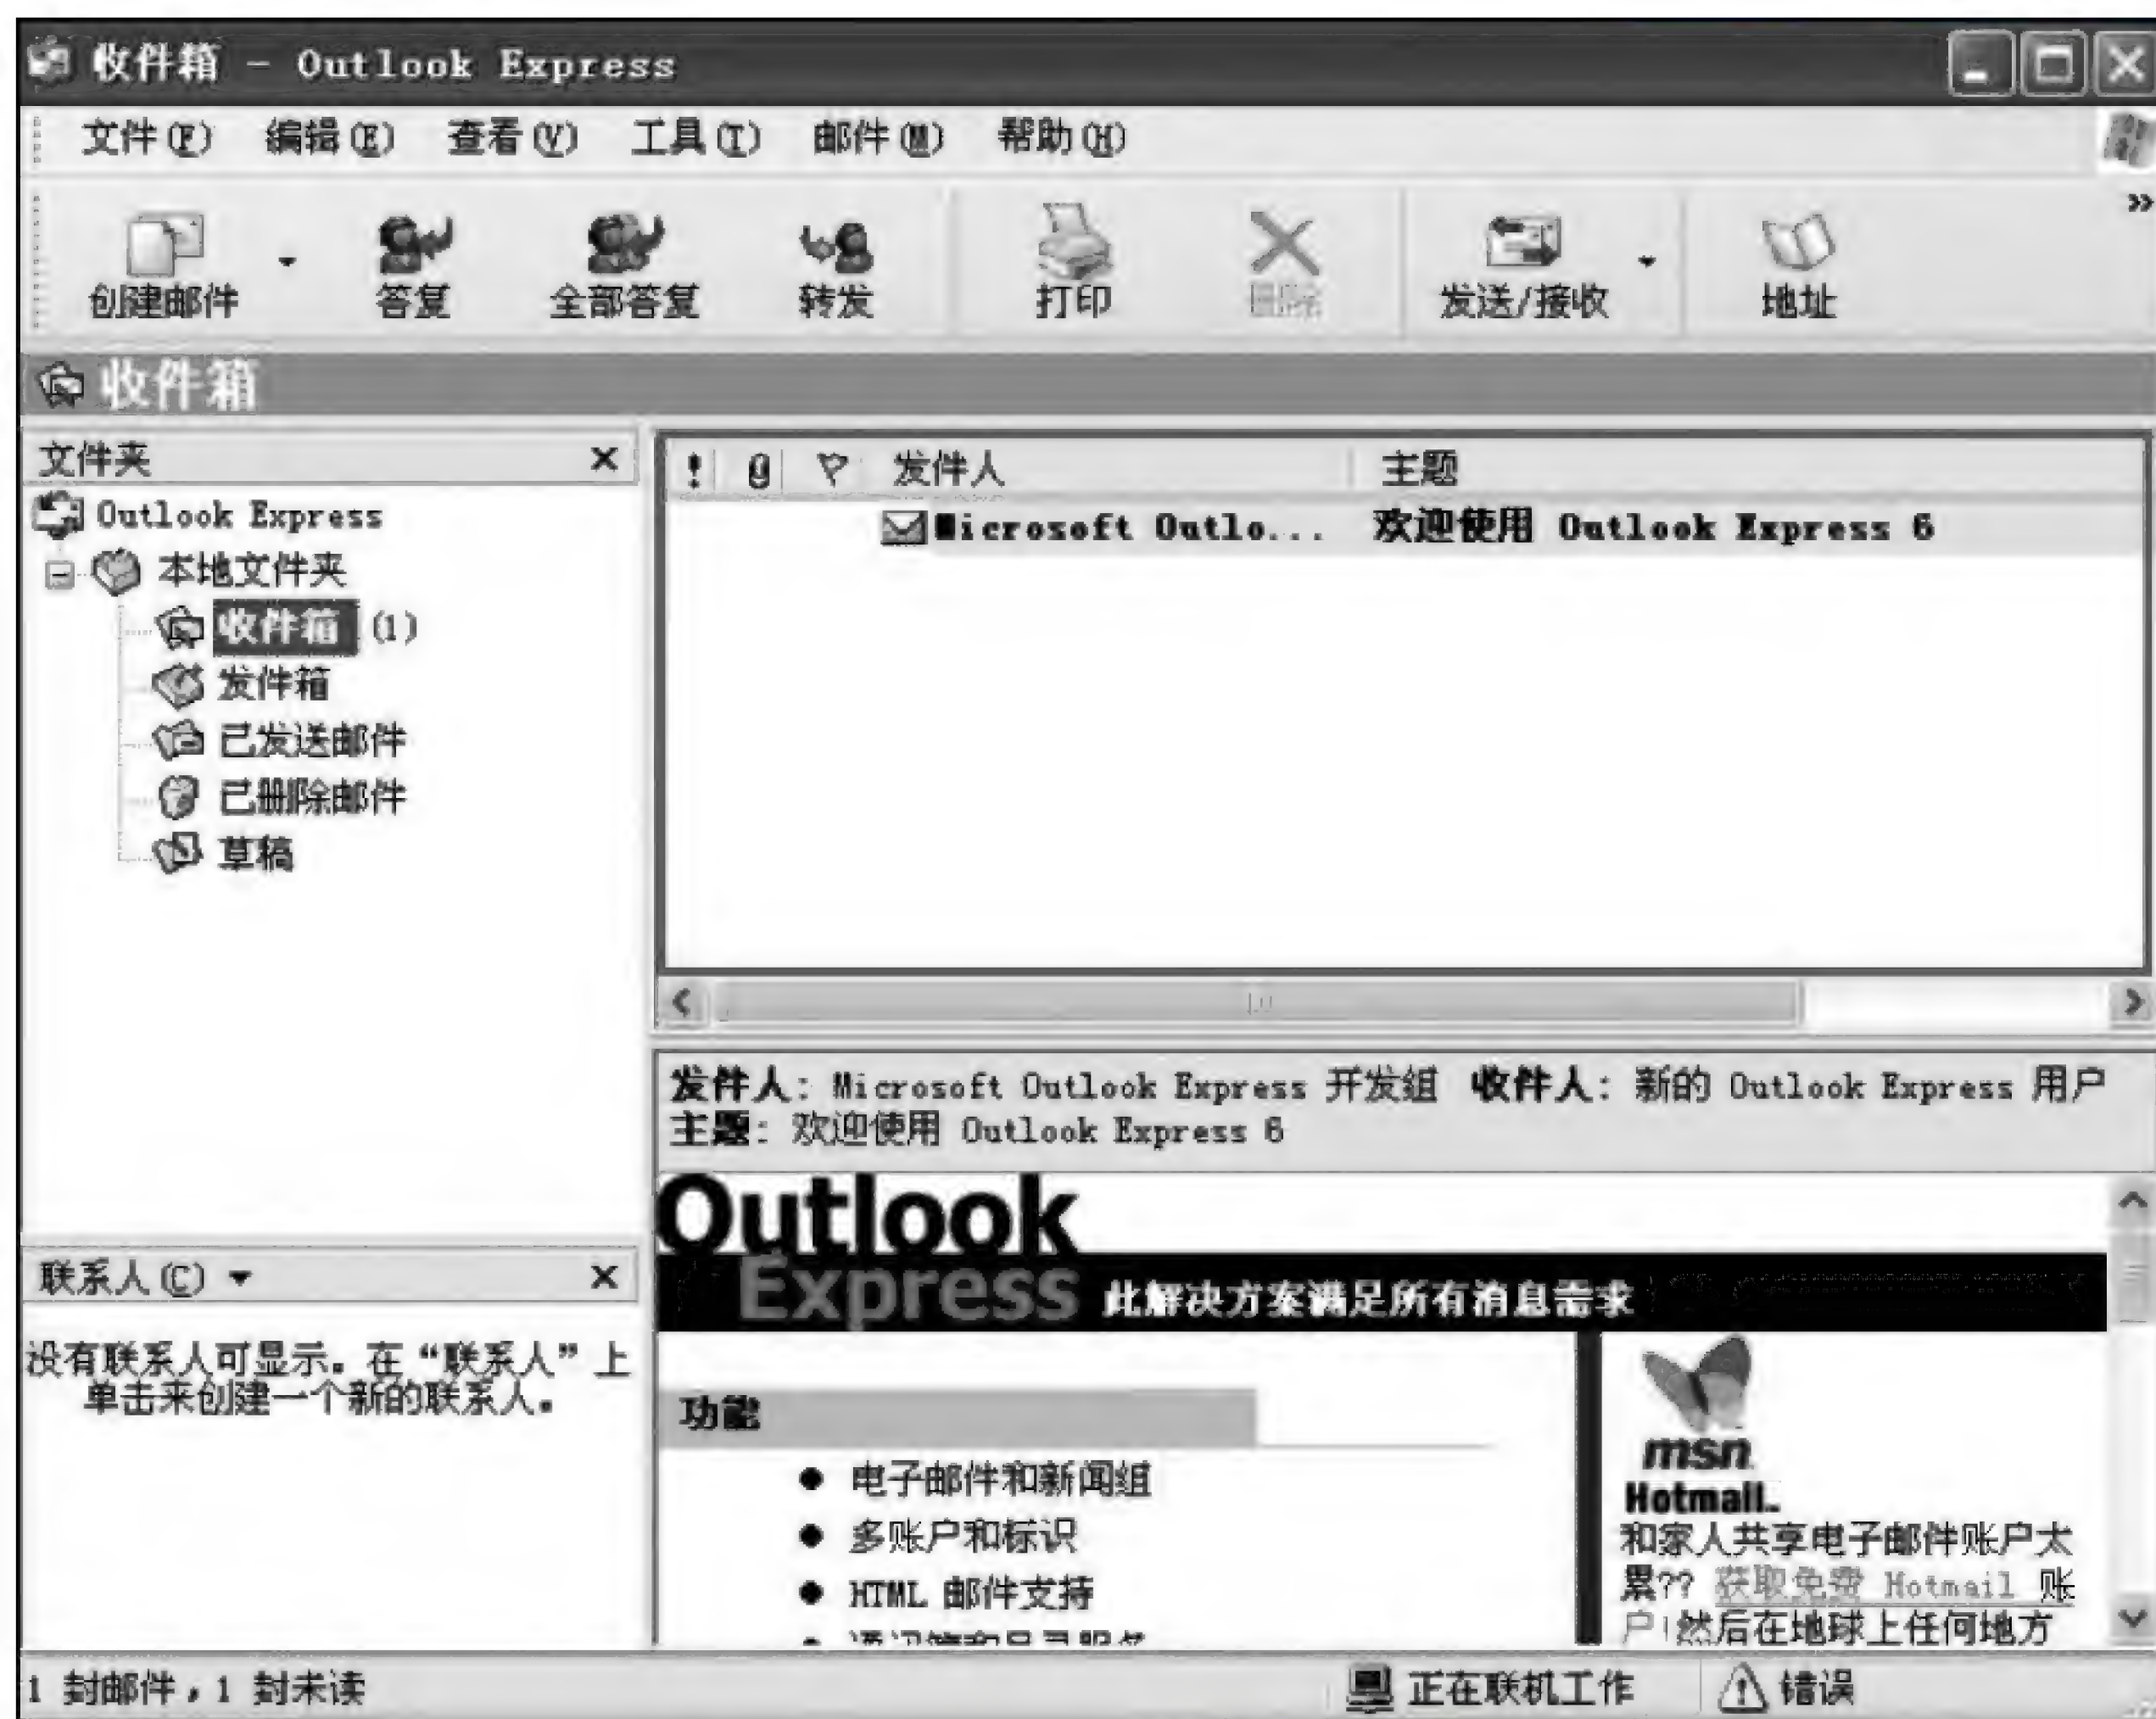 收件箱 - Outlook Express
文件(F) 编辑(E) 查看(V) 工具(T) 邮件(M) 帮助(H)
创建邮件 答复 全部答复 转发 打印 删除 发送/接收 地址
收件箱
文件夹
Outlook Express
本地文件夹
收件箱 (1)
发件箱
已发送邮件
已删除邮件
草稿
发件人 主题
Microsoft Outlo... 欢迎使用 Outlook Express 6
发件人: Microsoft Outlook Express 开发组 收件人: 新的 Outlook Express 用户
主题: 欢迎使用 Outlook Express 6
Outlook
Express 此解决方案满足所有消息需求
功能
电子邮件和新闻组
多账户和标识
HTML 邮件支持
msn
Hotmail
和家人共享电子邮件账户太
累?? 获取免费 Hotmail 账
户!然后在地球上任何地方
联系人(C)
没有联系人可显示。在“联系人”上
单击来创建一个新的联系人。
1 封邮件，1 封未读 正在联机工作 错误